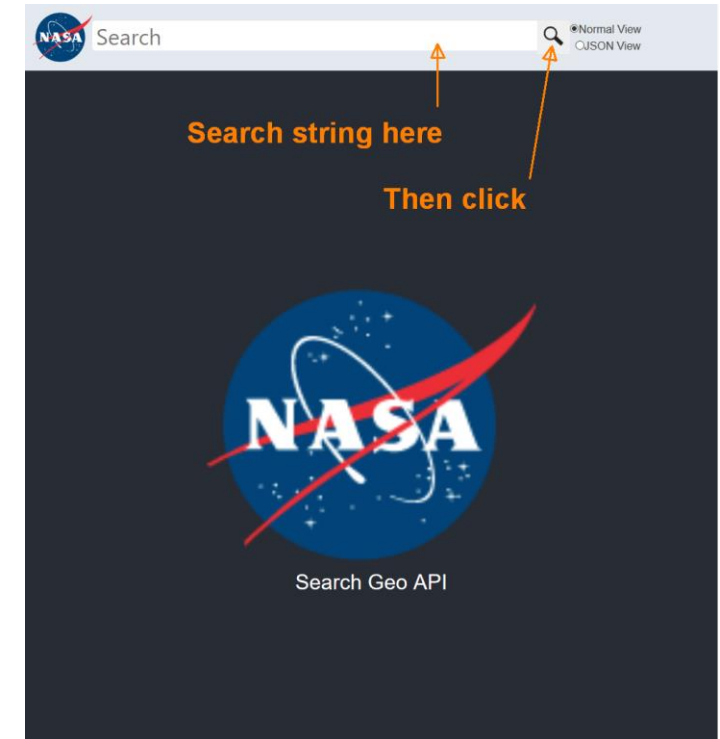 NASA
Search
Normal View
JSON View
Search string here
Then click
NASA
Search Geo API